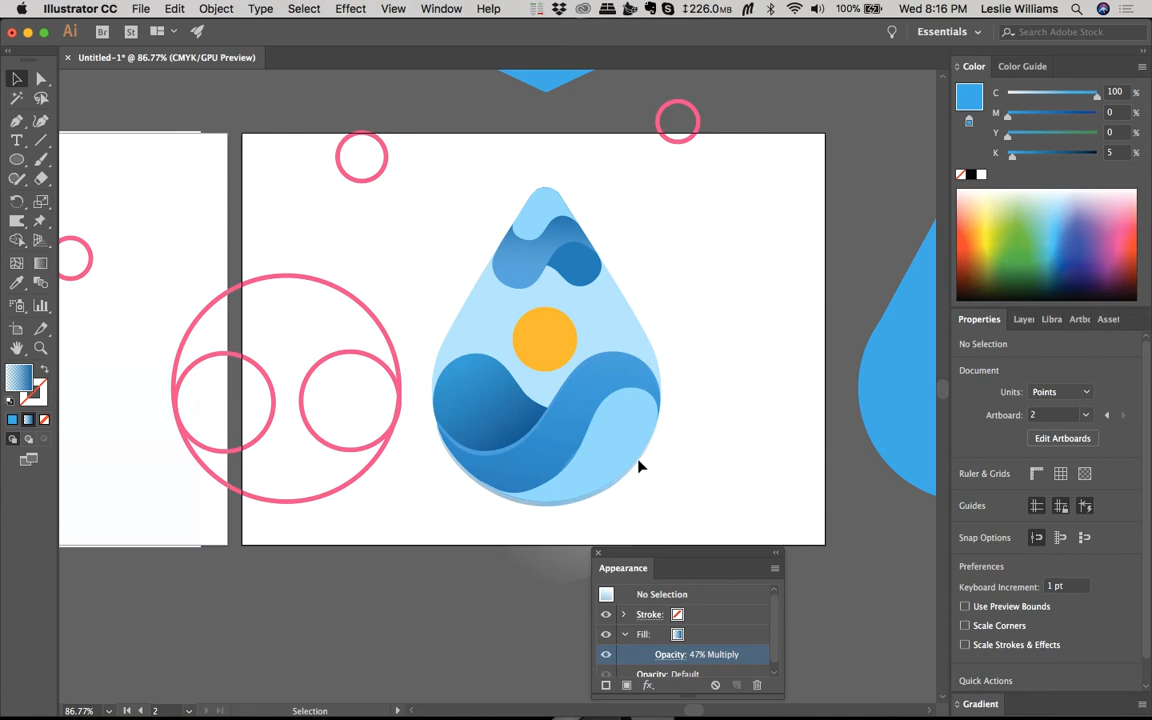 Illustrator CC File Edit Object Type Select Effect View Window Help 226.0MB 100% Wed 8:16 PM Leslie Williams
Ai Br St Essentials Search Adobe Stock
× Untitled-1* @ 86.77% (CMYK/GPU Preview)
Color Color Guide
C 100 %
M 0 %
Y 0 %
K 5 %
T
Properties Laye Libra Artb Asset
No Selection
Document
Units: Points
Artboard: 2
Edit Artboards
Ruler & Grids
Guides
Snap Options
Preferences
Keyboard Increment: 1 pt
Use Preview Bounds
Scale Corners
Scale Strokes & Effects
Quick Actions
Gradient
Appearance
No Selection
Stroke:
Fill:
Opacity: 47% Multiply
Opacity: Default
fx
86.77% 2 Selection